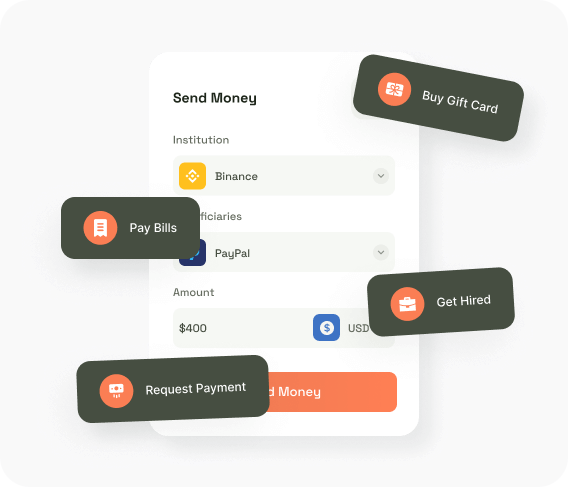 Send Money
Buy Gift Card
Institution
Binance
ficiaries
Pay Bills
PayPal
Amount
Get Hired
$400
USD
Request Payment
d Money